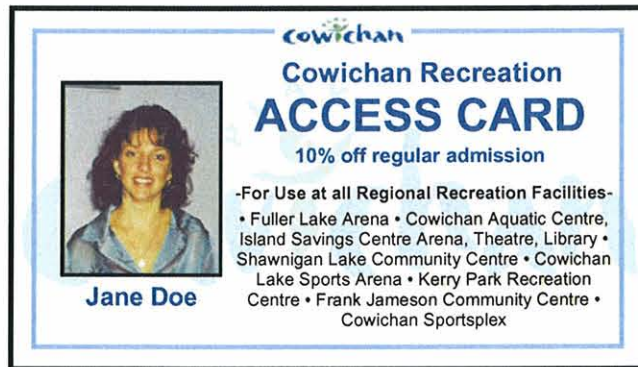 cowichan
Cowichan Recreation
ACCESS CARD
10% off regular admission
-For Use at all Regional Recreation Facilities-
• Fuller Lake Arena • Cowichan Aquatic Centre,
Island Savings Centre Arena, Theatre, Library •
Shawnigan Lake Community Centre • Cowichan
Lake Sports Arena • Kerry Park Recreation
Centre • Frank Jameson Community Centre •
Cowichan Sportsplex
Jane Doe